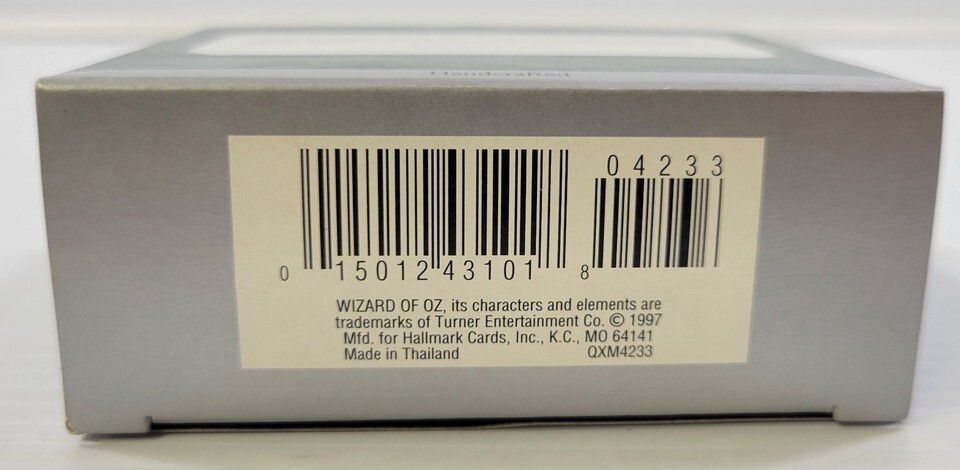 Handcrafted
04233
0 15012 43101 8
WIZARD OF OZ, its characters and elements are
trademarks of Turner Entertainment Co. © 1997
Mfd. for Hallmark Cards, Inc., K.C., MO 64141
Made in Thailand QXM4233